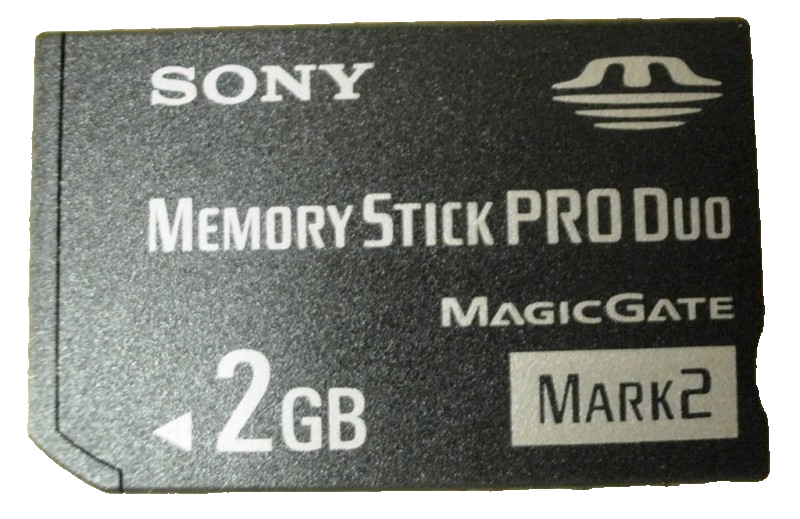 SONY
MEMORY STICK PRO DUO
MAGICGATE
2GB
MARK2